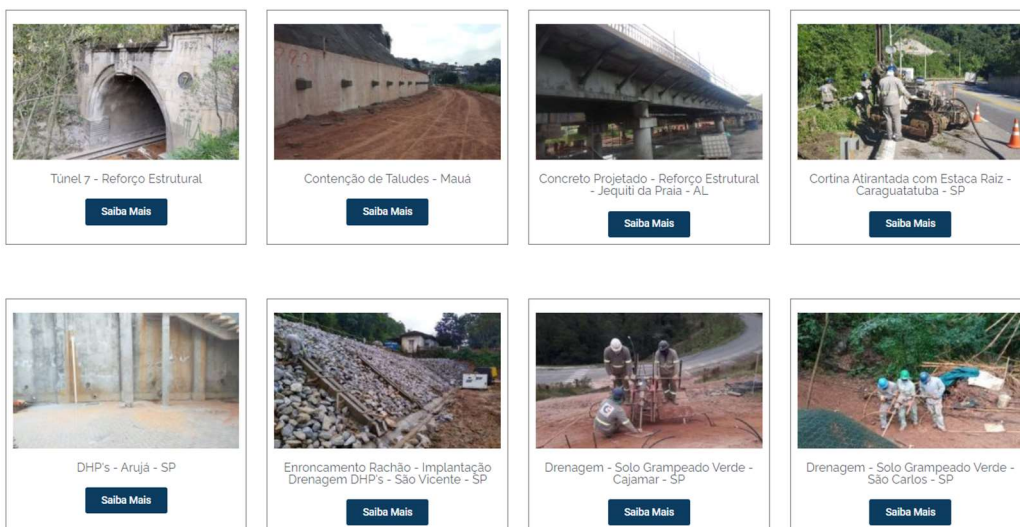 Túnel 7 - Reforço Estrutural
Saiba Mais
Contenção de Taludes - Mauá
Saiba Mais
Concreto Projetado - Reforço Estrutural
- Jequiti da Praia - AL
Saiba Mais
Cortina Atirantada com Estaca Raiz -
Caraguatatuba - SP
Saiba Mais
DHP's - Arujá - SP
Saiba Mais
Enroncamento Rachão - Implantação
Drenagem DHP's - São Vicente - SP
Saiba Mais
Drenagem - Solo Grampeado Verde -
Cajamar - SP
Saiba Mais
Drenagem - Solo Grampeado Verde -
São Carlos - SP
Saiba Mais